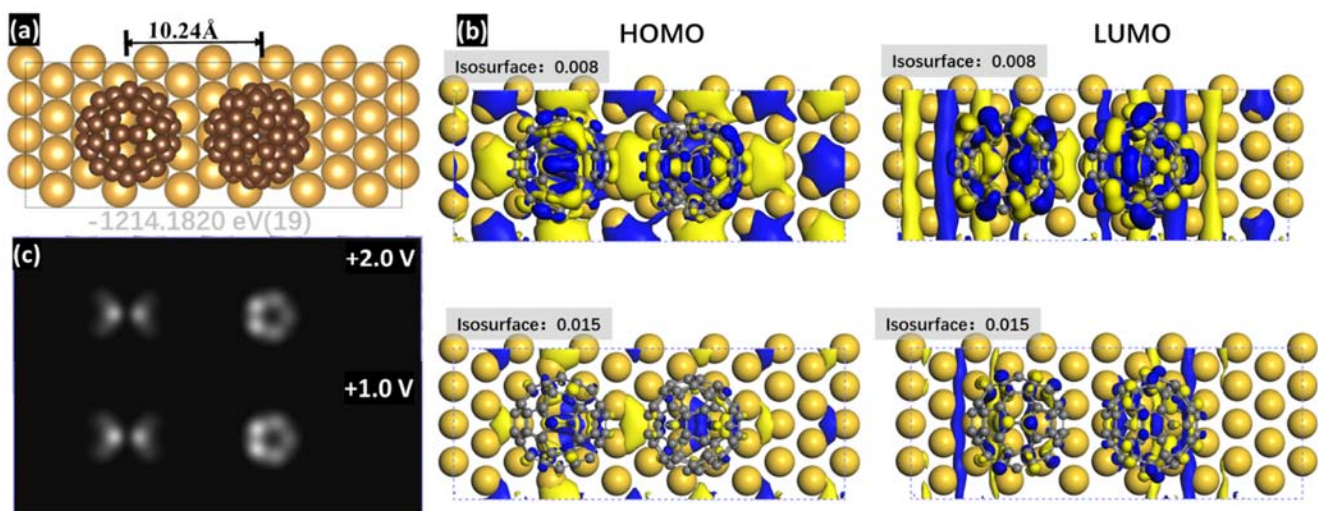 (a)
10.24Å
-1214.1820 eV(19)
(b)
HOMO
LUMO
Isosurface: 0.008
Isosurface: 0.008
Isosurface: 0.015
Isosurface: 0.015
(c)
+2.0 V
+1.0 V